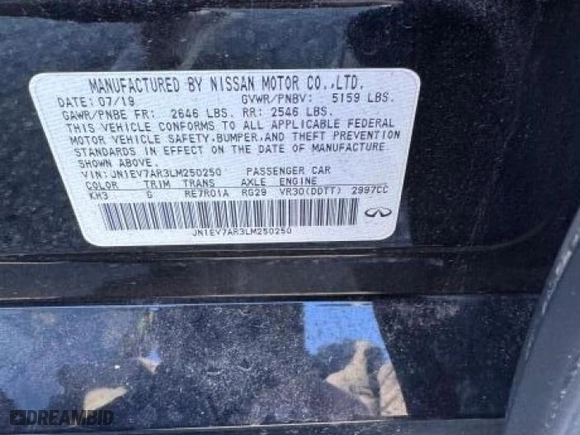 MANUFACTURED BY NISSAN MOTOR CO.,LTD.
DATE: 07/19 GVWR/PNBV: 5159 LBS.
GAWR/PNBE FR: 2646 LBS. RR: 2546 LBS.
THIS VEHICLE CONFORMS TO ALL APPLICABLE FEDERAL
MOTOR VEHICLE SAFETY,BUMPER,AND THEFT PREVENTION
STANDARDS IN EFFECT ON THE DATE OF MANUFACTURE
SHOWN ABOVE.
VIN: JN1EV7AR3LM250250 PASSENGER CAR
COLOR TRIM TRANS AXLE ENGINE
KH3 G RE7R01A RG29 VR30(DDTT) 2997CC
INFINITI
JN1EV7AR3LM250250
DREAMBID